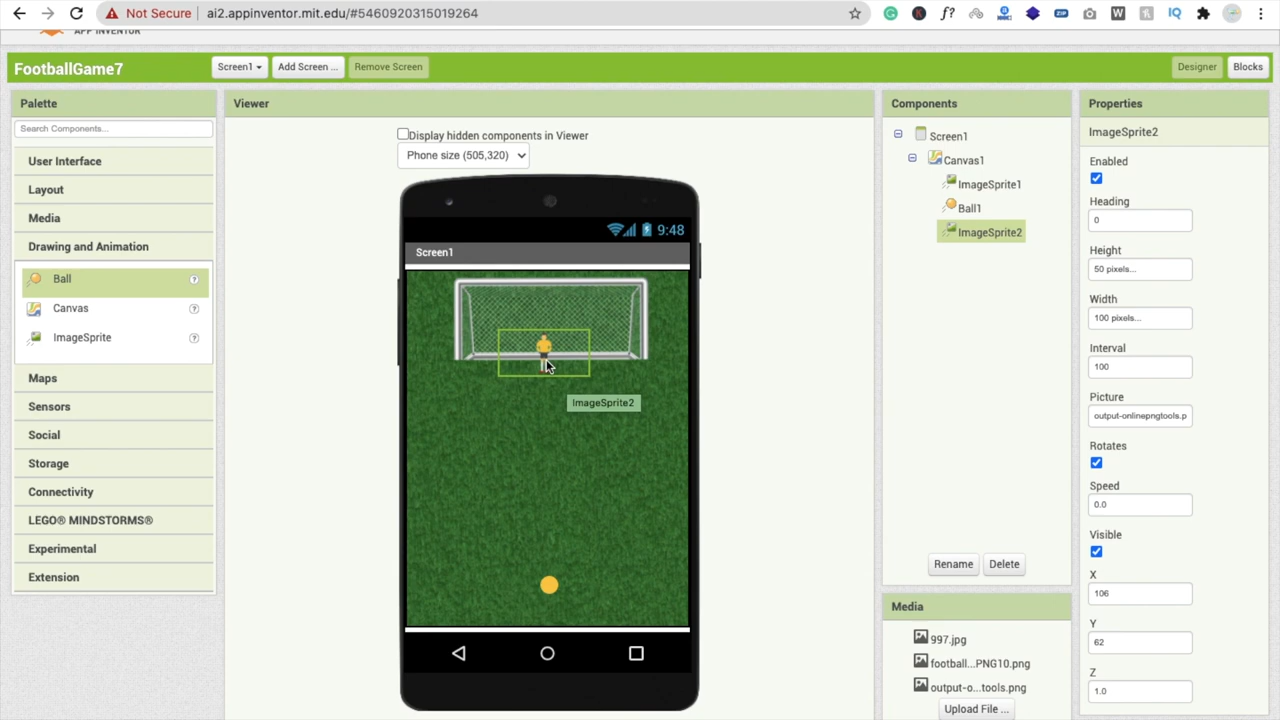 Not Secure
ai2.appinventor.mit.edu/#5460920315019264
APP INVENTOR
FootballGame7
Screen1
Add Screen ...
Remove Screen
Designer
Blocks
Palette
Search Components...
User Interface
Layout
Media
Drawing and Animation
Ball
?
Canvas
?
ImageSprite
?
Maps
Sensors
Social
Storage
Connectivity
LEGO® MINDSTORMS®
Experimental
Extension
Viewer
Display hidden components in Viewer
Phone size (505,320)
9:48
Screen1
ImageSprite2
Components
Screen1
Canvas1
ImageSprite1
Ball1
ImageSprite2
Rename
Delete
Media
997.jpg
football...PNG10.png
output-o...tools.png
Upload File ...
Properties
ImageSprite2
Enabled
Heading
0
Height
50 pixels...
Width
100 pixels...
Interval
100
Picture
output-onlinepngtools.p
Rotates
Speed
0.0
Visible
X
106
Y
62
Z
1.0